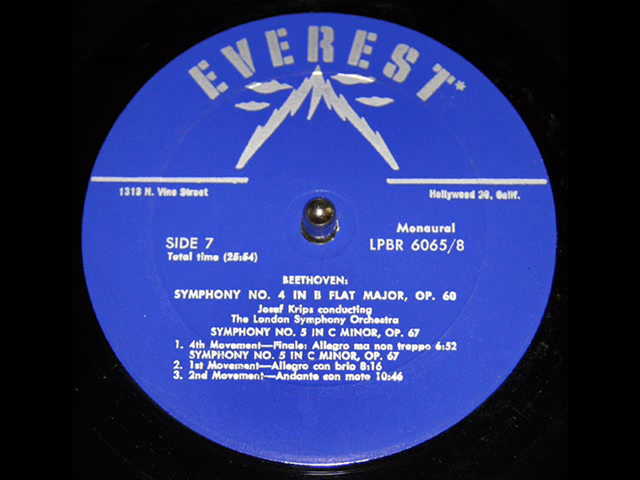 EVEREST*
1313 N. Vine Street
Hollywood 28, Calif.
SIDE 7
Total time (25:54)
Monaural
LPBR 6065/8
BEETHOVEN:
SYMPHONY NO. 4 IN B FLAT MAJOR, OP. 60
Josef Krips conducting
The London Symphony Orchestra
SYMPHONY NO. 5 IN C MINOR, OP. 67
1. 4th Movement—Finale: Allegro ma non troppo 6:52
SYMPHONY NO. 5 IN C MINOR, OP. 67
2. 1st Movement—Allegro con brio 8:16
3. 2nd Movement—Andante con moto 10:46